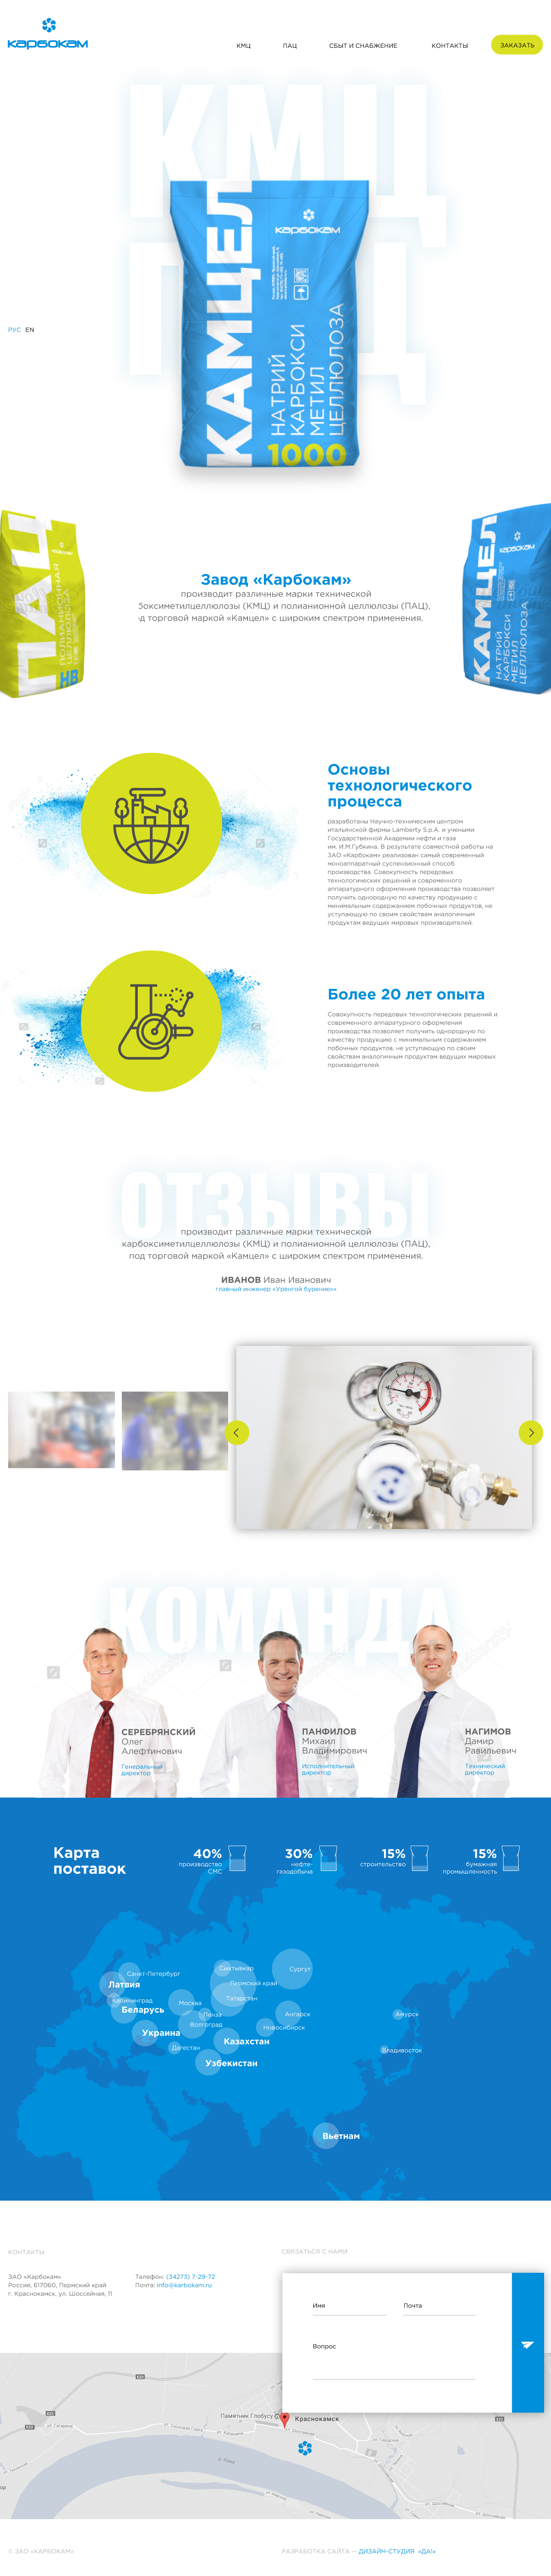 карбокам
КМЦ ПАЦ СБЫТ И СНАБЖЕНИЕ КОНТАКТЫ ЗАКАЗАТЬ
КМЦ
карбокам
КАМЦЕЛ
НАТРИЙ
КАРБОКСИ
МЕТИЛ
ЦЕЛЛЮЛОЗА
1000
РУС EN
ПАЦ
ПОЛИАНИОННАЯ
ЦЕЛЛЮЛОЗА
НВ
карбокам
КАМЦЕЛ
НАТРИЙ
КАРБОКСИ
МЕТИЛ
ЦЕЛЛЮЛОЗА
Завод «Карбокам»
производит различные марки технической
боксиметилцеллюлозы (КМЦ) и полианионной целлюлозы (ПАЦ),
д торговой маркой «Камцел» с широким спектром применения.
Основы
технологического
процесса
разработаны Научно-техническим центром
итальянской фирмы Lamberty S.p.A. и учеными
Государственной Академии нефти и газа
им. И.М.Губкина. В результате совместной работы на
ЗАО «Карбокам» реализован самый современный
моноаппаратный суспензионный способ
производства. Совокупность передовых
технологических решений и современного
аппаратурного оформления производства позволяет
получить однородную по качеству продукцию с
минимальным содержанием побочных продуктов, не
уступающую по своим свойствам аналогичным
продуктам ведущих мировых производителей.
Более 20 лет опыта
Совокупность передовых технологических решений и
современного аппаратурного оформления
производства позволяет получить однородную по
качеству продукцию с минимальным содержанием
побочных продуктов, не уступающую по своим
свойствам аналогичным продуктам ведущих мировых
производителей.
ОТЗЫВЫ
производит различные марки технической
карбоксиметилцеллюлозы (КМЦ) и полианионной целлюлозы (ПАЦ),
под торговой маркой «Камцел» с широким спектром применения.
ИВАНОВ Иван Иванович
главный инженер «Уренгой бурение»»
КОМАНДА
СЕРЕБРЯНСКИЙ
Олег
Алефтинович
Генеральный
директор
ПАНФИЛОВ
Михаил
Владимирович
Исполнительный
директор
НАГИМОВ
Дамир
Равильевич
Технический
директор
Карта
поставок
40%
производство
СМС
30%
нефте-
газодобыча
15%
строительство
15%
бумажная
промышленность
Санкт-Петербург
Латвия
Калининград
Беларусь
Украина
Москва
Пенза
Волгоград
Дагестан
Сыктывкар
Пермский край
Татарстан
Сургут
Ангарск
Новосибирск
Казахстан
Узбекистан
Амурск
Владивосток
Вьетнам
КОНТАКТЫ
ЗАО «Карбокам»
Россия, 617060, Пермский край
г. Краснокамск, ул. Шоссейная, 11
Телефон: (34273) 7-29-72
Почта: info@karbokam.ru
СВЯЗАТЬСЯ С НАМИ
Имя Почта
Вопрос
Памятник Глобусу
Краснокамск
© ЗАО «КАРБОКАМ»
РАЗРАБОТКА САЙТА — ДИЗАЙН-СТУДИЯ «ДА!»